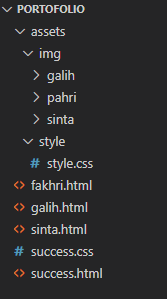 PORTOFOLIO
assets
img
galih
pahri
sinta
style
# style.css
<> fakhri.html
<> galih.html
<> sinta.html
# success.css
<> success.html